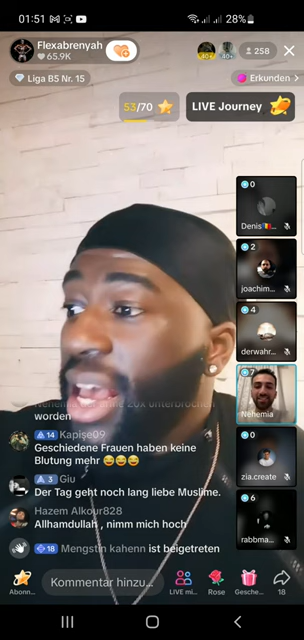 01:51
28%
Flexabrenyah
65.9K
258
Liga B5 Nr. 15
Erkunden >
53/70
LIVE Journey
0
Denis
2
joachim...
4
derwahr...
7
Nehemia
0
zia.create
6
rabbma...
unterbrochen
worden
14 Kapise09
Geschiedene Frauen haben keine
Blutung mehr 😂😂😂
3 Giu
Der Tag geht noch lang liebe Muslime.
Hazem Alkour828
Allhamdullah , nimm mich hoch
18 Mengstin kahenn ist beigetreten
Abonn...
Kommentar hinzu...
LIVE mi...
Rose
Gesche...
18